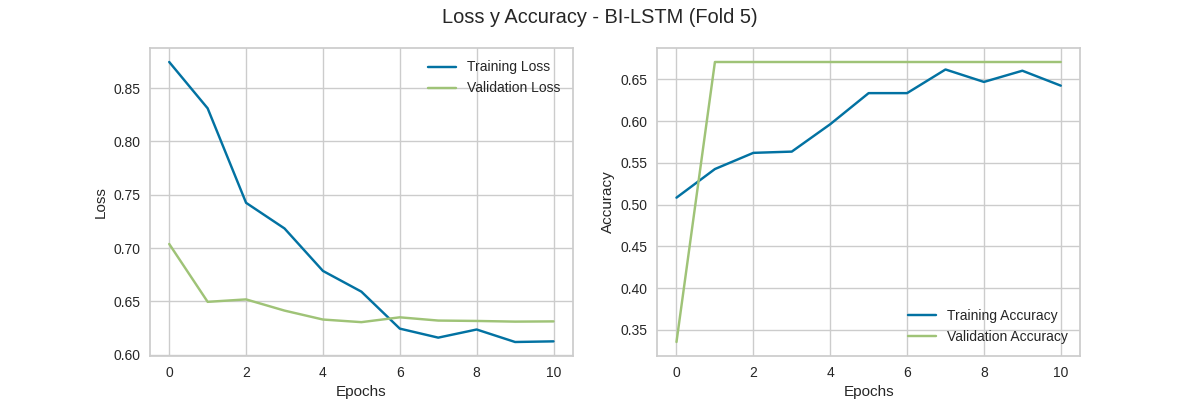 Loss y Accuracy - BI-LSTM (Fold 5)
Training Loss
Validation Loss
0.85
0.80
0.75
0.70
0.65
0.60
Loss
0 2 4 6 8 10
Epochs
0.65
0.60
0.55
0.50
0.45
0.40
0.35
Accuracy
Training Accuracy
Validation Accuracy
0 2 4 6 8 10
Epochs